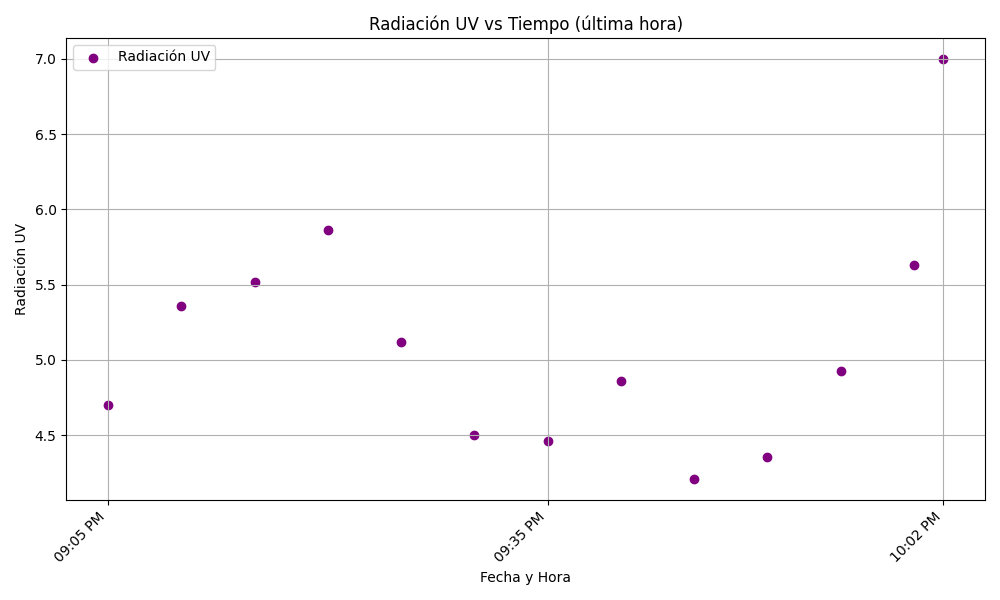 Radiación UV vs Tiempo (última hora)
Radiación UV
7.0
6.5
6.0
5.5
5.0
4.5
Radiación UV
09:05 PM
09:35 PM
10:02 PM
Fecha y Hora